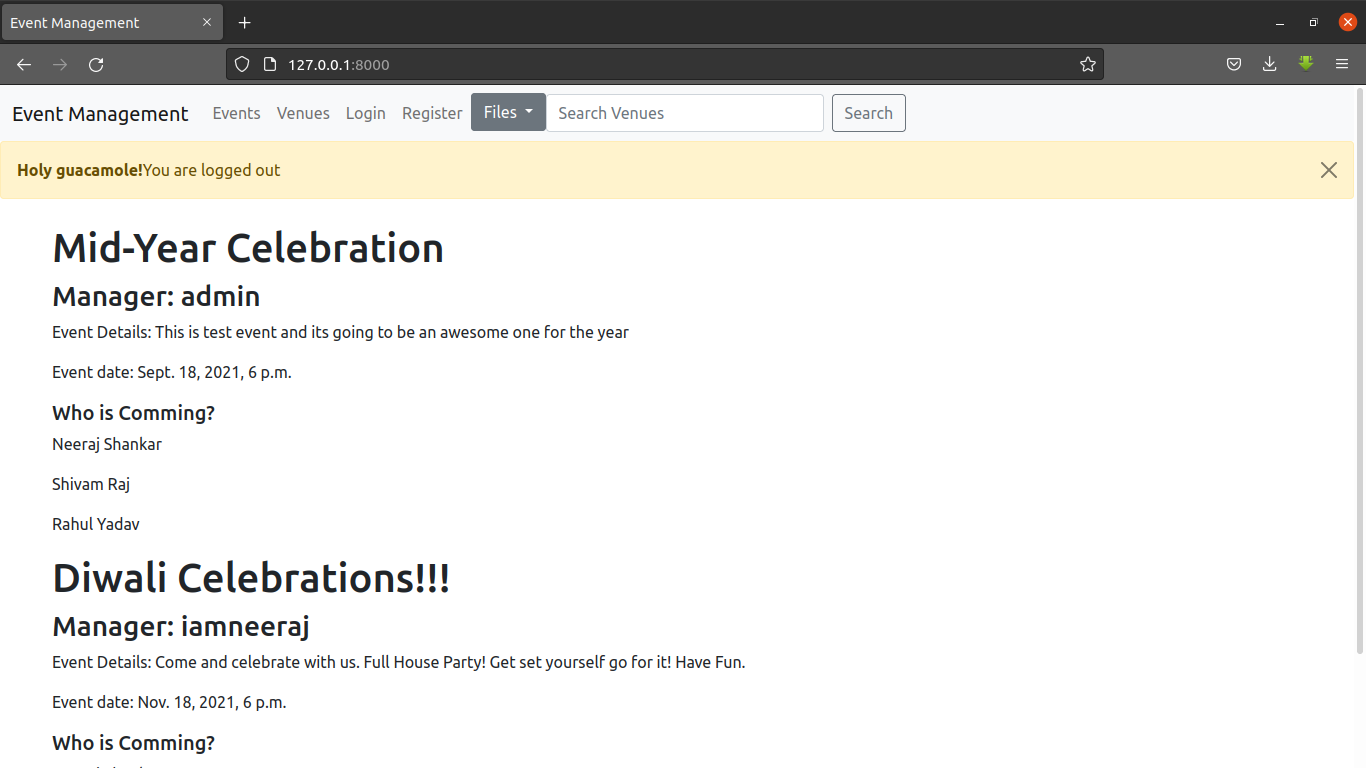 Event Management
127.0.0.1:8000
Event Management Events Venues Login Register Files Search Venues Search
Holy guacamole!You are logged out
Mid-Year Celebration
Manager: admin
Event Details: This is test event and its going to be an awesome one for the year
Event date: Sept. 18, 2021, 6 p.m.
Who is Comming?
Neeraj Shankar
Shivam Raj
Rahul Yadav
Diwali Celebrations!!!
Manager: iamneeraj
Event Details: Come and celebrate with us. Full House Party! Get set yourself go for it! Have Fun.
Event date: Nov. 18, 2021, 6 p.m.
Who is Comming?